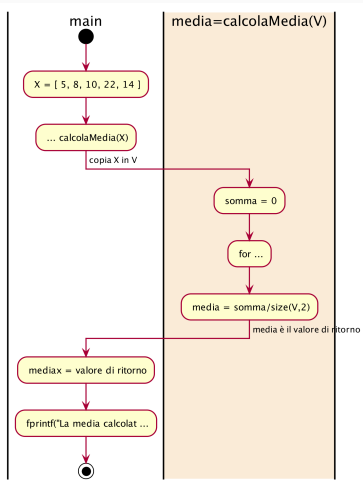 main
media=calcolaMedia(V)
X = [ 5, 8, 10, 22, 14 ]
... calcolaMedia(X)
copia X in V
somma = 0
for ...
media = somma/size(V,2)
media è il valore di ritorno
mediax = valore di ritorno
fprintf("La media calcolat ...